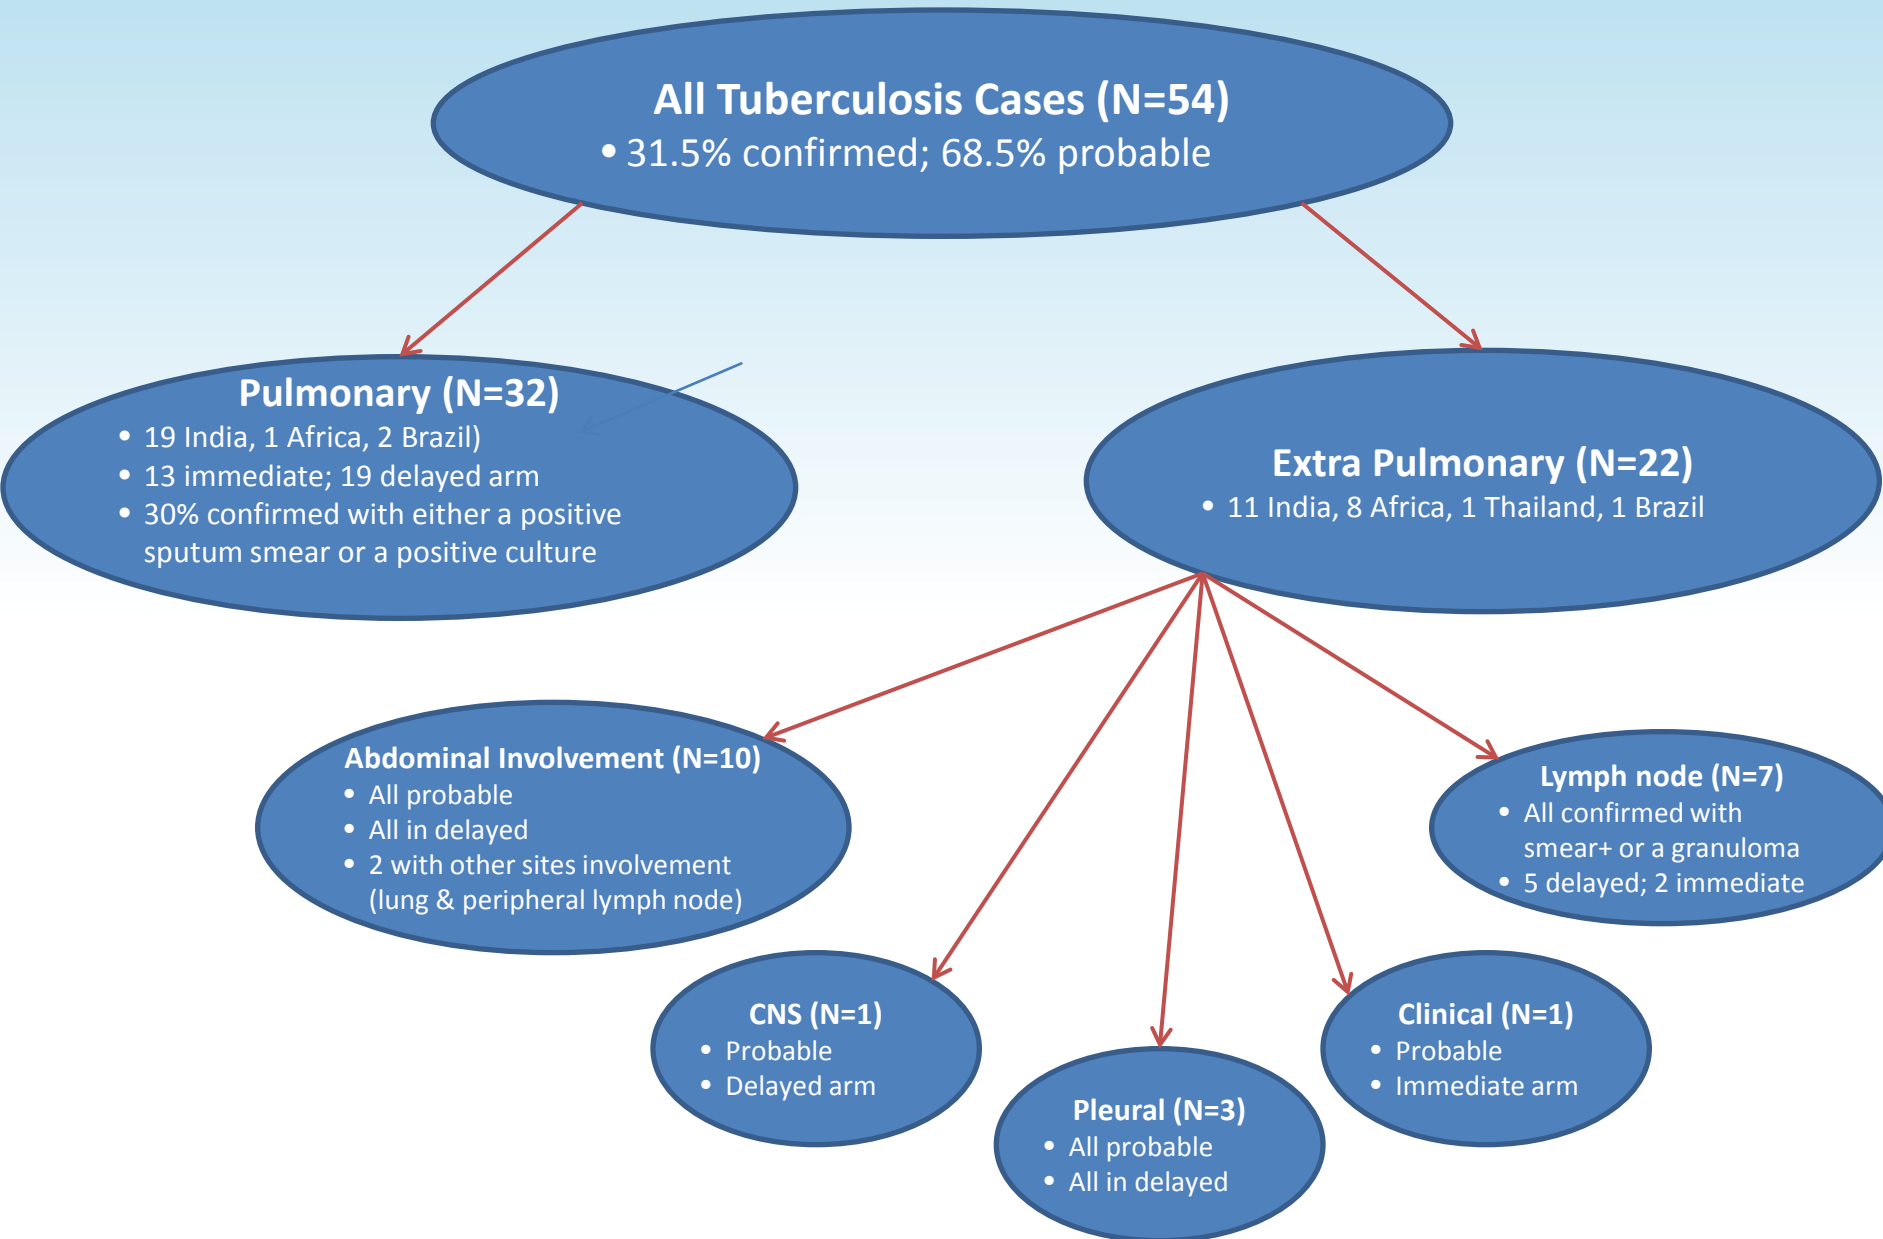 All Tuberculosis Cases (N=54)
• 31.5% confirmed; 68.5% probable
Pulmonary (N=32)
• 19 India, 1 Africa, 2 Brazil)
• 13 immediate; 19 delayed arm
• 30% confirmed with either a positive
sputum smear or a positive culture
Extra Pulmonary (N=22)
• 11 India, 8 Africa, 1 Thailand, 1 Brazil
Abdominal Involvement (N=10)
• All probable
• All in delayed
• 2 with other sites involvement
(lung & peripheral lymph node)
Lymph node (N=7)
• All confirmed with
smear+ or a granuloma
• 5 delayed; 2 immediate
CNS (N=1)
• Probable
• Delayed arm
Pleural (N=3)
• All probable
• All in delayed
Clinical (N=1)
• Probable
• Immediate arm